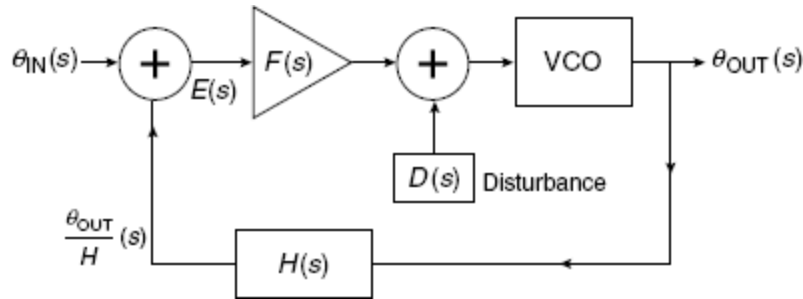 θIN(s)
+
E(s)
F(s)
+
VCO
θOUT(s)
D(s)
Disturbance
θOUT
H
(s)
H(s)